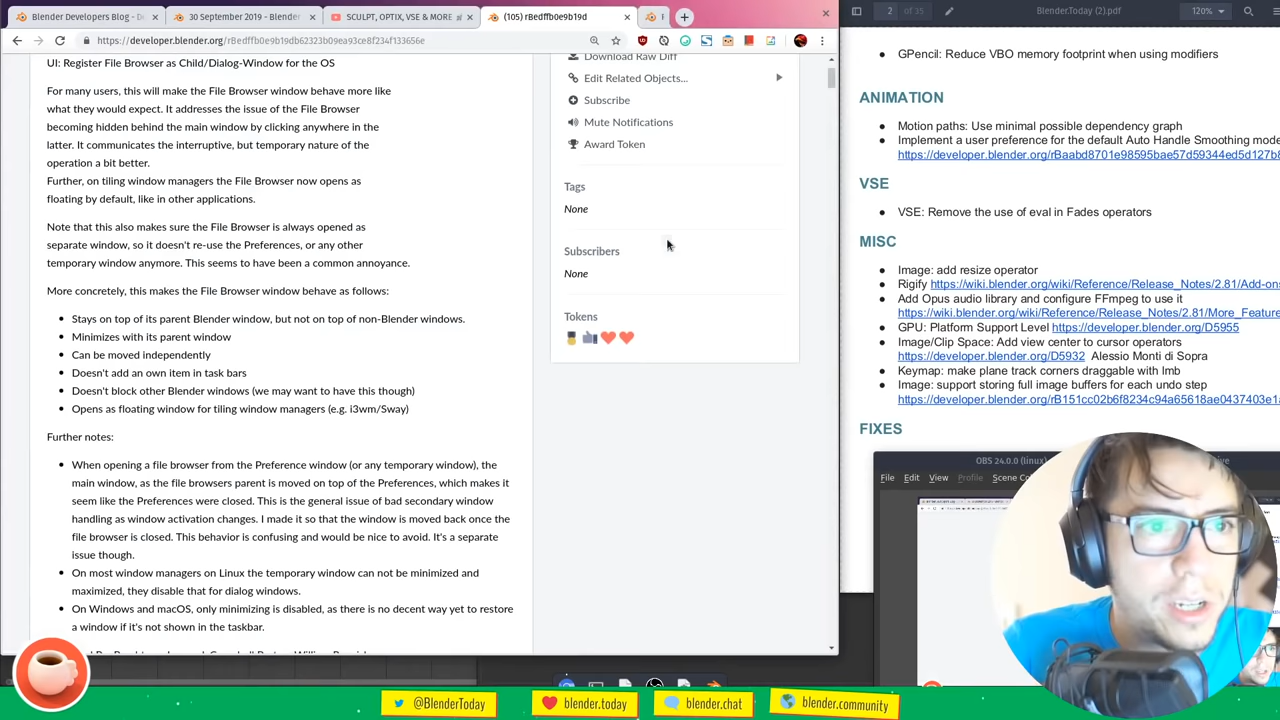 Blender Developers Blog - De
30 September 2019 - Blender
SCULPT, OPTIX, VSE & MORE
(105) rBedffb0e9b19d
https://developer.blender.org/rBedffb0e9b19db62323b09ea93ce8f234f133656e
UI: Register File Browser as Child/Dialog-Window for the OS
For many users, this will make the File Browser window behave more like
what they would expect. It addresses the issue of the File Browser
becoming hidden behind the main window by clicking anywhere in the
latter. It communicates the interruptive, but temporary nature of the
operation a bit better.
Further, on tiling window managers the File Browser now opens as
floating by default, like in other applications.
Note that this also makes sure the File Browser is always opened as
separate window, so it doesn't re-use the Preferences, or any other
temporary window anymore. This seems to have been a common annoyance.
More concretely, this makes the File Browser window behave as follows:
Stays on top of its parent Blender window, but not on top of non-Blender windows.
Minimizes with its parent window
Can be moved independently
Doesn't add an own item in task bars
Doesn't block other Blender windows (we may want to have this though)
Opens as floating window for tiling window managers (e.g. i3wm/Sway)
Further notes:
When opening a file browser from the Preference window (or any temporary window), the
main window, as the file browsers parent is moved on top of the Preferences, which makes it
seem like the Preferences were closed. This is the general issue of bad secondary window
handling as window activation changes. I made it so that the window is moved back once the
file browser is closed. This behavior is confusing and would be nice to avoid. It's a separate
issue though.
On most window managers on Linux the temporary window can not be minimized and
maximized, they disable that for dialog windows.
On Windows and macOS, only minimizing is disabled, as there is no decent way yet to restore
a window if it's not shown in the taskbar.
Download Raw Diff
Edit Related Objects...
Subscribe
Mute Notifications
Award Token
Tags
None
Subscribers
None
Tokens
2 of 35
Blender.Today (2).pdf
120%
GPencil: Reduce VBO memory footprint when using modifiers
ANIMATION
Motion paths: Use minimal possible dependency graph
Implement a user preference for the default Auto Handle Smoothing mode
https://developer.blender.org/rBaabd8701e98595bae57d59344ed5d127b8
VSE
VSE: Remove the use of eval in Fades operators
MISC
Image: add resize operator
Rigify https://wiki.blender.org/wiki/Reference/Release_Notes/2.81/Add-ons
Add Opus audio library and configure FFmpeg to use it
https://wiki.blender.org/wiki/Reference/Release_Notes/2.81/More_Feature
GPU: Platform Support Level https://developer.blender.org/D5955
Image/Clip Space: Add view center to cursor operators
https://developer.blender.org/D5932 Alessio Monti di Sopra
Keymap: make plane track corners draggable with lmb
Image: support storing full image buffers for each undo
step
https://developer.blender.org/rB151cc02b6f8234c94a65618ae0437403e1a
FIXES
OBS 24.0.0 (linux)
File Edit View Profile Scene Co
@BlenderToday
blender.today
blender.chat
blender.community